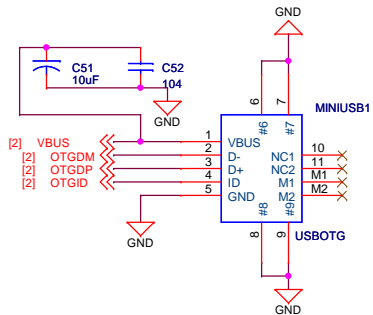 GND
C51
10uF
C52
104
GND
6
7
MINIUSB1
#6
#7
[2] VBUS
1
VBUS
[2] OTGDM
2
D-
NC1
10
[2] OTGDP
3
D+
NC2
11
[2] OTGID
4
ID
M1
M1
5
GND
M2
M2
#8
#9
USBOTG
GND
8
9
GND